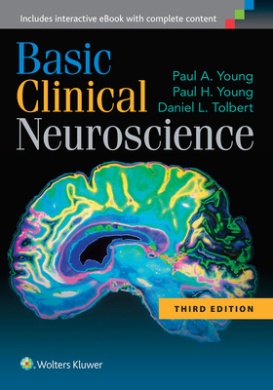 Includes interactive eBook with complete content
Basic
Clinical
Neuroscience
Paul A. Young
Paul H. Young
Daniel L. Tolbert
THIRD EDITION
Wolters Kluwer